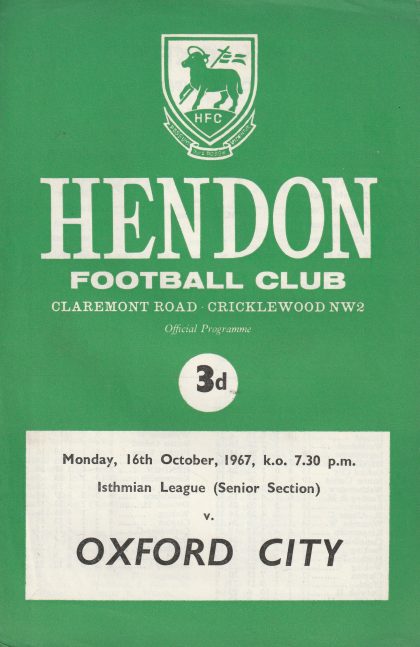 HFC
HENDON
FOOTBALL CLUB
CLAREMONT ROAD · CRICKLEWOOD NW2
Official Programme
3d
Monday, 16th October, 1967, k.o. 7.30 p.m.
Isthmian League (Senior Section)
v.
OXFORD CITY